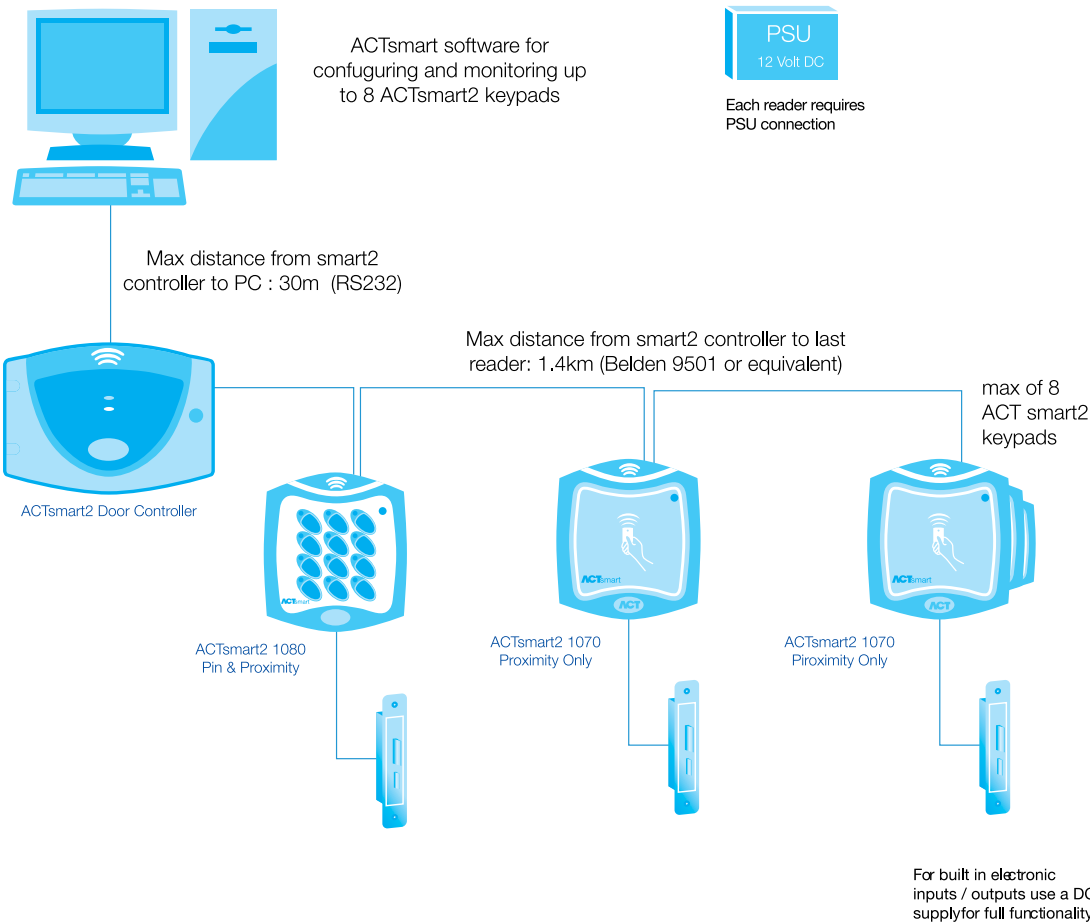 ACTsmart software for
confuguring and monitoring up
to 8 ACTsmart2 keypads
PSU
12 Volt DC
Each reader requires
PSU connection
Max distance from smart2
controller to PC : 30m (RS232)
Max distance from smart2 controller to last
reader: 1.4km (Belden 9501 or equivalent)
max of 8
ACT smart2
keypads
ACTsmart2 Door Controller
ACTsmart
ACTsmart
ACT
ACTsmart
ACT
ACTsmart2 1080
Pin & Proximity
ACTsmart2 1070
Proximity Only
ACTsmart2 1070
Piroximity Only
For built in electronic
inputs / outputs use a DC
supplyfor full functionality